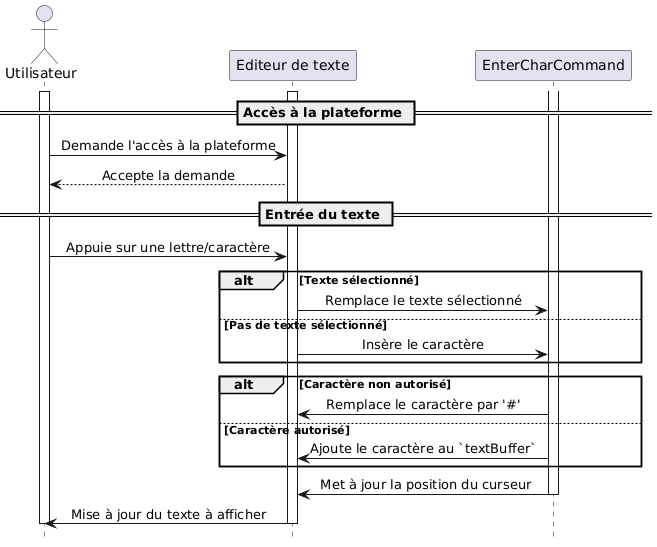 Utilisateur
Editeur de texte
EnterCharCommand
Accès à la plateforme
Demande l'accès à la plateforme
Accepte la demande
Entrée du texte
Appuie sur une lettre/caractère
alt
[Texte sélectionné]
Remplace le texte sélectionné
[Pas de texte sélectionné]
Insère le caractère
alt
[Caractère non autorisé]
Remplace le caractère par '#'
[Caractère autorisé]
Ajoute le caractère au `textBuffer`
Met à jour la position du curseur
Mise à jour du texte à afficher